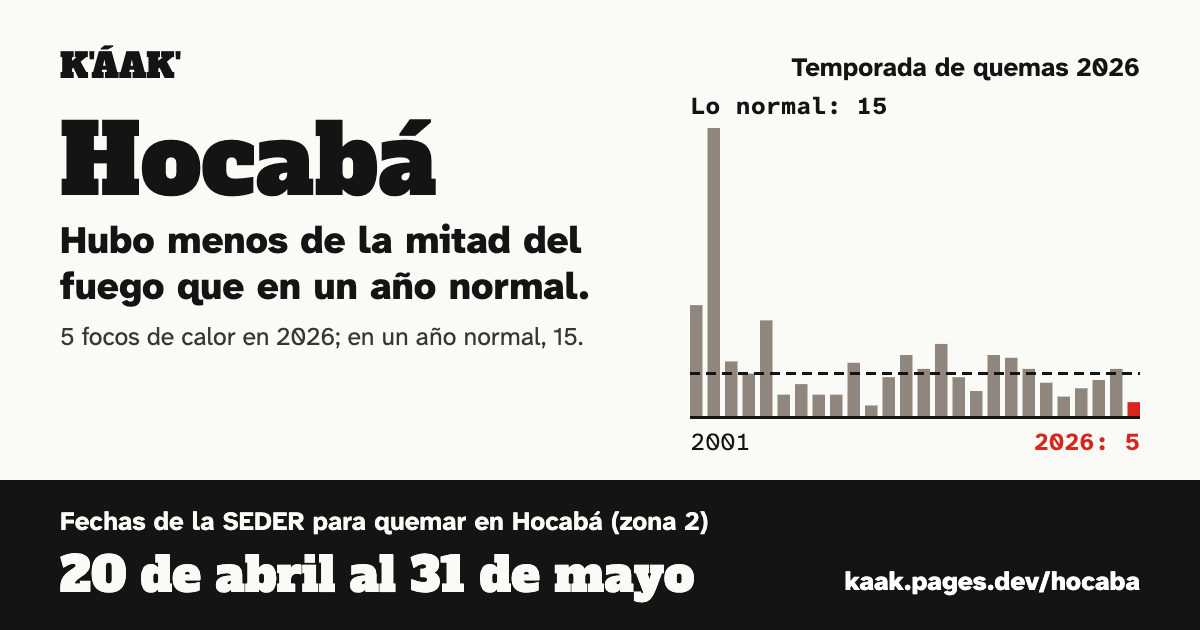 K'ÁAK'
Hocabá
Hubo menos de la mitad del
fuego que en un año normal.
5 focos de calor en 2026; en un año normal, 15.
Temporada de quemas 2026
Lo normal: 15
2001
2026: 5
Fechas de la SEDER para quemar en Hocabá (zona 2)
20 de abril al 31 de mayo
kaak.pages.dev/hocaba